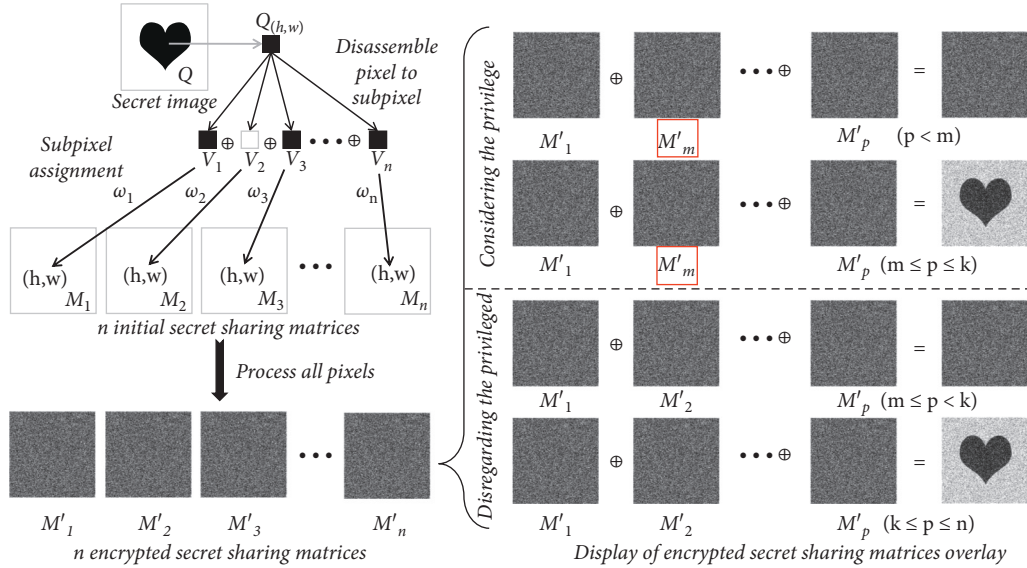 Q(h,w)
Q
Secret image
Disassemble
pixel to
subpixel
Subpixel
assignment
V1 ⊕ V2 ⊕ V3 ••• ⊕ Vn
ω1 ω2 ω3 ωn
(h,w) (h,w) (h,w) ••• (h,w)
M1 M2 M3 Mn
n initial secret sharing matrices
Process all pixels
•••
M'1 M'2 M'3 M'n
n encrypted secret sharing matrices
Considering the privilege
⊕ ••• ⊕ =
M'1 M'm M'p (p < m)
⊕ ••• ⊕ =
M'1 M'm M'p (m ≤ p ≤ k)
Disregarding the privileged
⊕ ••• ⊕ =
M'1 M'2 M'p (m ≤ p < k)
⊕ ••• ⊕ =
M'1 M'2 M'p (k ≤ p ≤ n)
Display of encrypted secret sharing matrices overlay